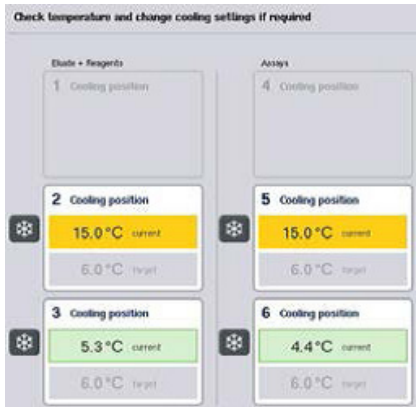 Check temperature and change cooling settings if required
Eluate + Reagents
Assays
1 Cooling position
4 Cooling position
2 Cooling position
15.0°C current
6.0°C target
5 Cooling position
15.0°C current
6.0°C target
3 Cooling position
5.3°C current
6.0°C target
6 Cooling position
4.4°C current
6.0°C target